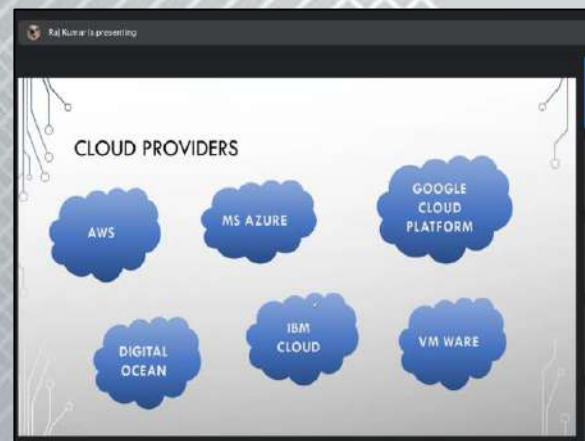 Raj Kumar is presenting
CLOUD PROVIDERS
AWS
MS AZURE
GOOGLE
CLOUD
PLATFORM
DIGITAL
OCEAN
IBM
CLOUD
VM WARE